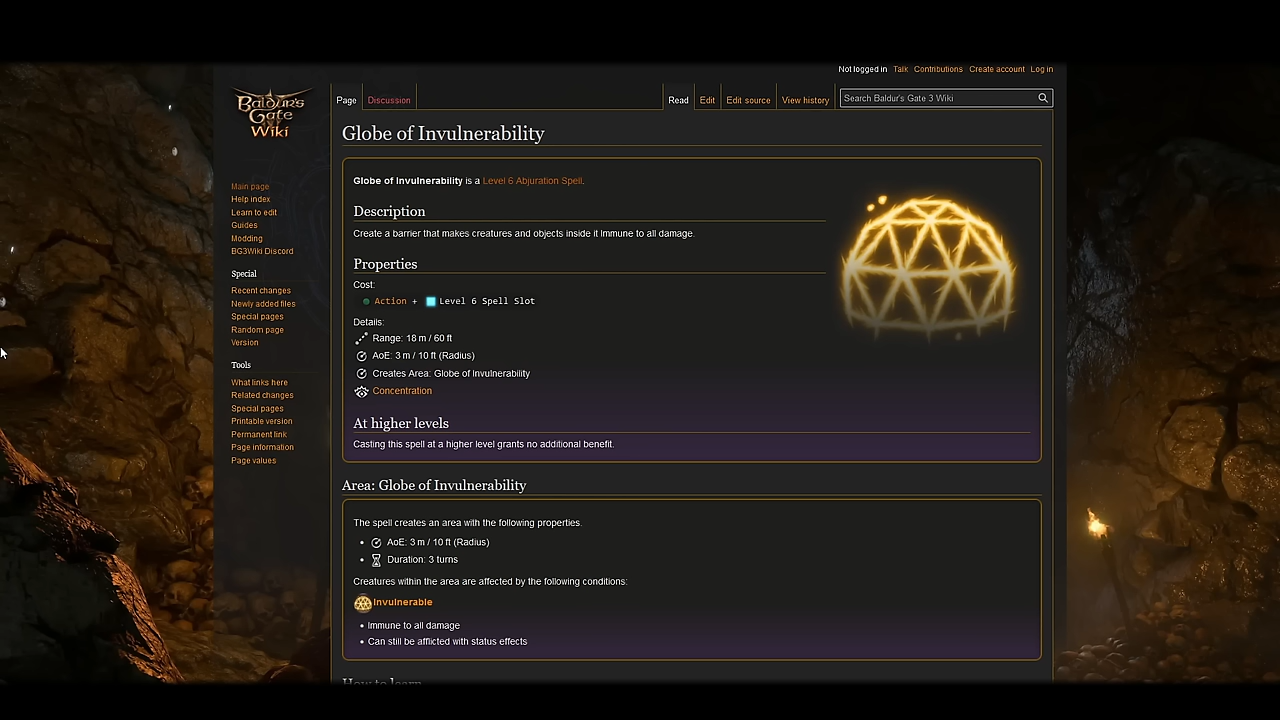 Not logged in Talk Contributions Create account Log in
Baldur's Gate Wiki
Page Discussion Read Edit Edit source View history Search Baldur's Gate 3 Wiki
Globe of Invulnerability
Globe of Invulnerability is a Level 6 Abjuration Spell.
Description
Create a barrier that makes creatures and objects inside it Immune to all damage.
Properties
Cost:
Action + Level 6 Spell Slot
Details:
Range: 18 m / 60 ft
AoE: 3 m / 10 ft (Radius)
Creates Area: Globe of Invulnerability
Concentration
At higher levels
Casting this spell at a higher level grants no additional benefit.
Area: Globe of Invulnerability
The spell creates an area with the following properties.
• AoE: 3 m / 10 ft (Radius)
• Duration: 3 turns
Creatures within the area are affected by the following conditions:
Invulnerable
• Immune to all damage
• Can still be afflicted with status effects
How to learn
Main page
Help index
Learn to edit
Guides
Modding
BG3Wiki Discord
Special
Recent changes
Newly added files
Special pages
Random page
Version
Tools
What links here
Related changes
Special pages
Printable version
Permanent link
Page information
Page values